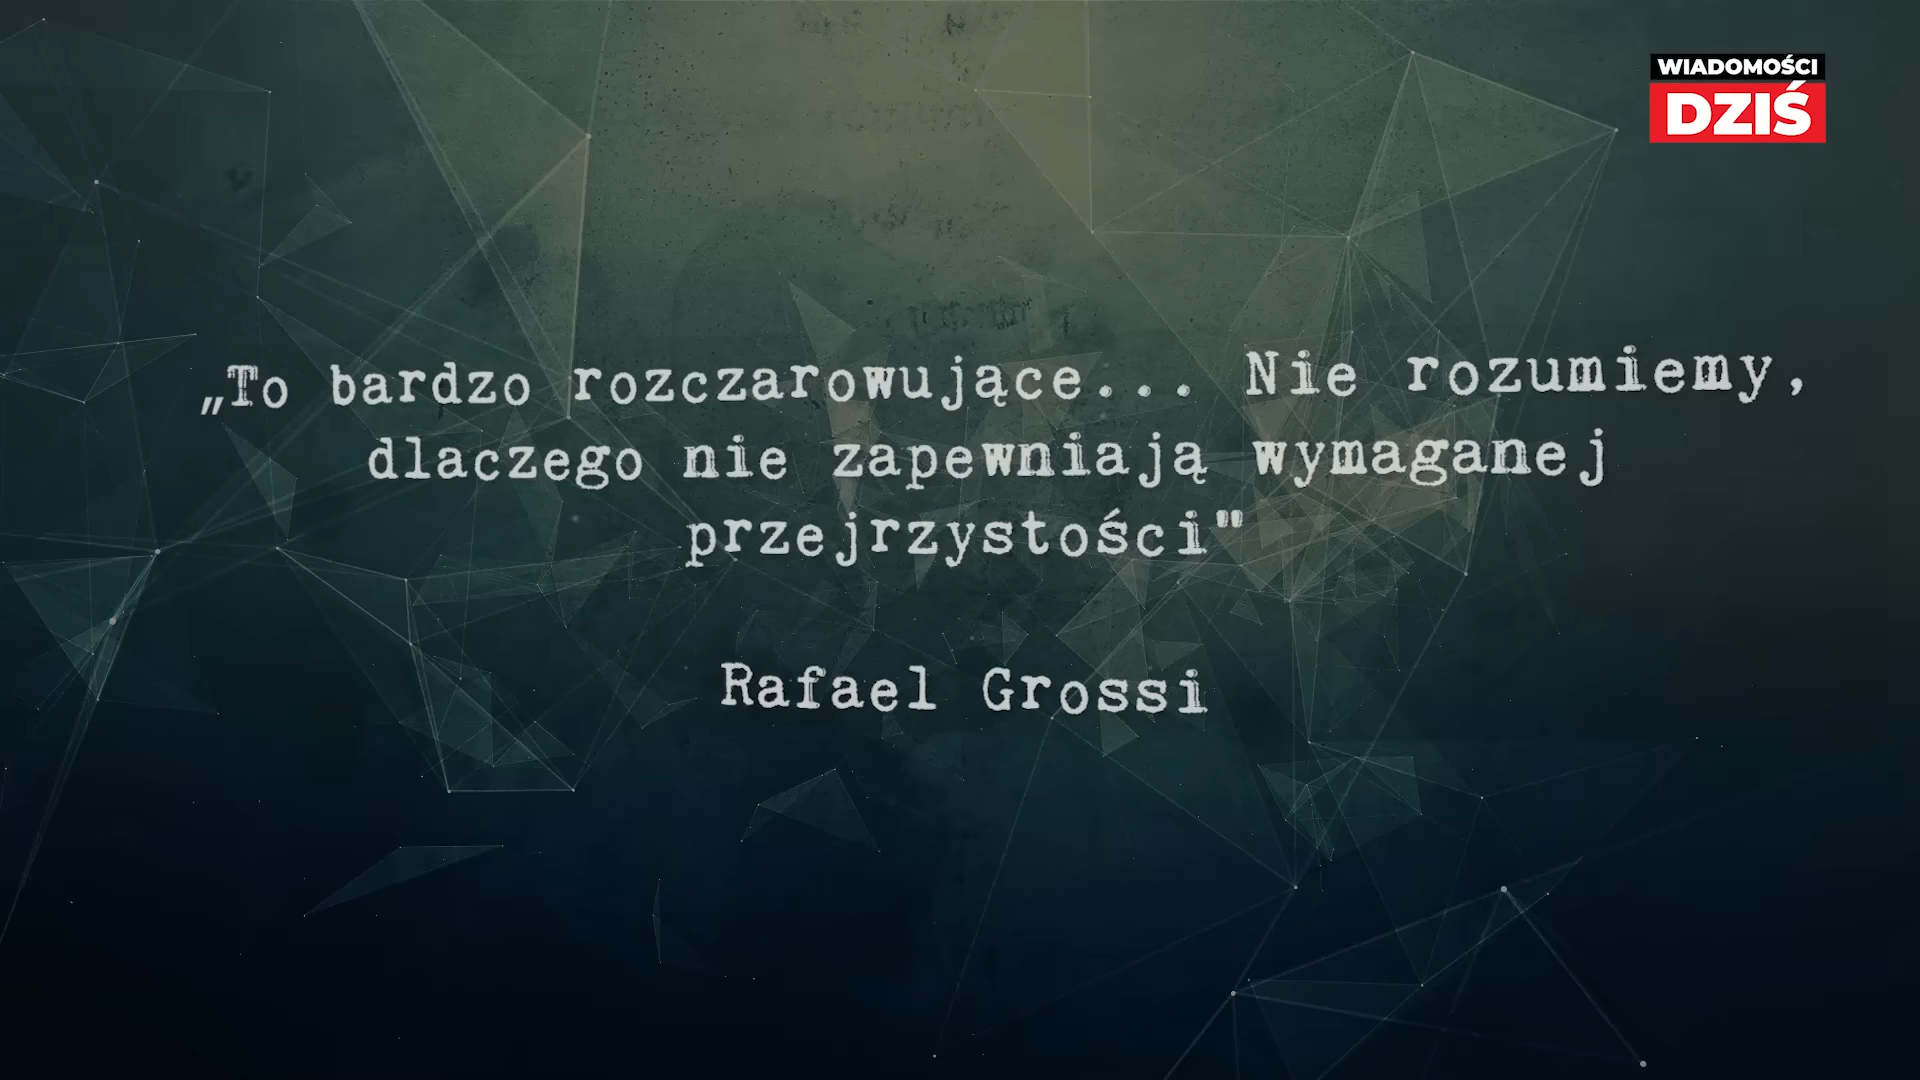 WIADOMOŚCI
DZIŚ
„To bardzo rozczarowujące... Nie rozumiemy,
dlaczego nie zapewniają wymaganej
przejrzystości"
Rafael Grossi